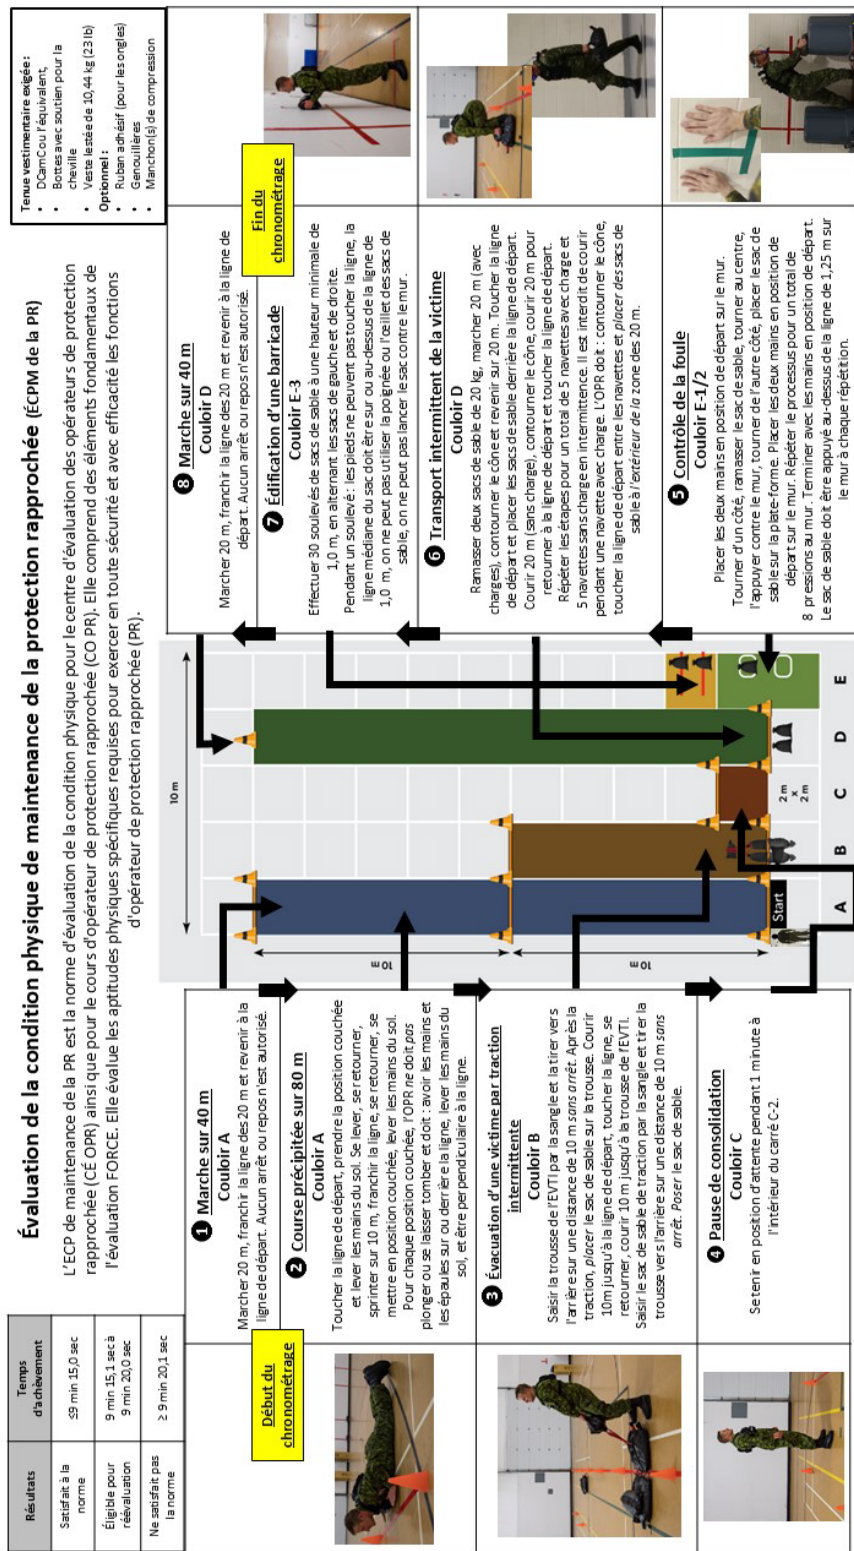 Résultats
Temps
d'achèvement
Satisfait à la
norme
≤9 min 15,0 sec
Éligible pour
réévaluation
9 min 15,1 sec à
9 min 20,0 sec
Ne satisfait pas
la norme
≥ 9 min 20,1 sec
Évaluation de la condition physique de maintenance de la protection rapprochée (ÉCPM de la PR)
L'ECP de maintenance de la PR est la norme d'évaluation de la condition physique pour le centre d'évaluation des opérateurs de protection
rapprochée (CÉ OPR) ainsi que pour le cours d'opérateur de protection rapprochée (CO PR). Elle comprend des éléments fondamentaux de
l'évaluation FORCE. Elle évalue les aptitudes physiques spécifiques requises pour exercer en toute sécurité et avec efficacité les fonctions
d'opérateur de protection rapprochée (PR).
Tenue vestimentaire exigée :
• DCamC ou l'équivalent,
• Bottes avec soutien pour la
cheville
• Veste lestée de 10,44 kg (23 lb)
Optionnel :
• Ruban adhésif (pour les ongles)
• Genouillères
• Manchon(s) de compression
Début du
chronométrage
1 Marche sur 40 m
Couloir A
Marcher 20 m, franchir la ligne des 20 m et revenir à la
ligne de départ. Aucun arrêt ou repos n'est autorisé.
2 Course précipitée sur 80 m
Couloir A
Toucher la ligne de départ, prendre la position couchée
et lever les mains du sol. Se lever, se retourner,
sprinter sur 10 m, franchir la ligne, se retourner, se
mettre en position couchée, lever les mains du sol.
Pour chaque position couchée, l'OPR ne doit pas
plonger ou se laisser tomber et doit : avoir les mains et
les épaules sur ou derrière la ligne, lever les mains du
sol, et être perpendiculaire à la ligne.
3 Évacuation d'une victime par traction
intermittente
Couloir B
Saisir la trousse de l'EVTI par la sangle et la tirer vers
l'arrière sur une distance de 10 m sans arrêt. Après la
traction, placer le sac de sable sur la trousse. Courir
10m jusqu'à la ligne de départ, toucher la ligne, se
retourner, courir 10 m jusqu'à la trousse de l'EVTI.
Saisir le sac de sable de traction par la sangle et tirer la
trousse vers l'arrière sur une distance de 10 m sans
arrêt. Poser le sac de sable.
4 Pause de consolidation
Couloir C
Se tenir en position d'attente pendant 1 minute à
l'intérieur du carré C-2.
10 m
10 m
10 m
Start
2 m
x
2 m
A
B
C
D
E
8 Marche sur 40 m
Couloir D
Marcher 20 m, franchir la ligne des 20 m et revenir à la ligne de
départ. Aucun arrêt ou repos n'est autorisé.
Fin du
chronométrage
7 Édification d'une barricade
Couloir E-3
Effectuer 30 soulevés de sacs de sable à une hauteur minimale de
1,0 m, en alternant les sacs de gauche et de droite.
Pendant un soulevé : les pieds ne peuvent pas toucher la ligne, la
ligne médiane du sac doit être sur ou au-dessus de la ligne de
1,0 m, on ne peut pas utiliser la poignée ou l'œillet des sacs de
sable, on ne peut pas lancer le sac contre le mur.
6 Transport intermittent de la victime
Couloir D
Ramasser deux sacs de sable de 20 kg, marcher 20 m (avec
charges), contourner le cône et revenir sur 20 m. Toucher la ligne
de départ et placer les sacs de sable derrière la ligne de départ.
Courir 20 m (sans charge), contourner le cône, courir 20 m pour
retourner à la ligne de départ et toucher la ligne de départ.
Répéter les étapes pour un total de 5 navettes avec charge et
5 navettes sans charge en intermittence. Il est interdit de courir
pendant une navette avec charge. L'OPR doit : contourner le cône,
toucher la ligne de départ entre les navettes et placer des sacs de
sable à l'extérieur de la zone des 20 m.
5 Contrôle de la foule
Couloir E-1/2
Placer les deux mains en position de départ sur le mur.
Tourner d'un côté, ramasser le sac de sable, tourner au centre,
l'appuyer contre le mur, tourner de l'autre côté, placer le sac de
sable sur la plate-forme. Placer les deux mains en position de
départ sur le mur. Répéter le processus pour un total de
8 pressions au mur. Terminer avec les mains en position de départ.
Le sac de sable doit être appuyé au-dessus de la ligne de 1,25 m sur
le mur à chaque répétition.